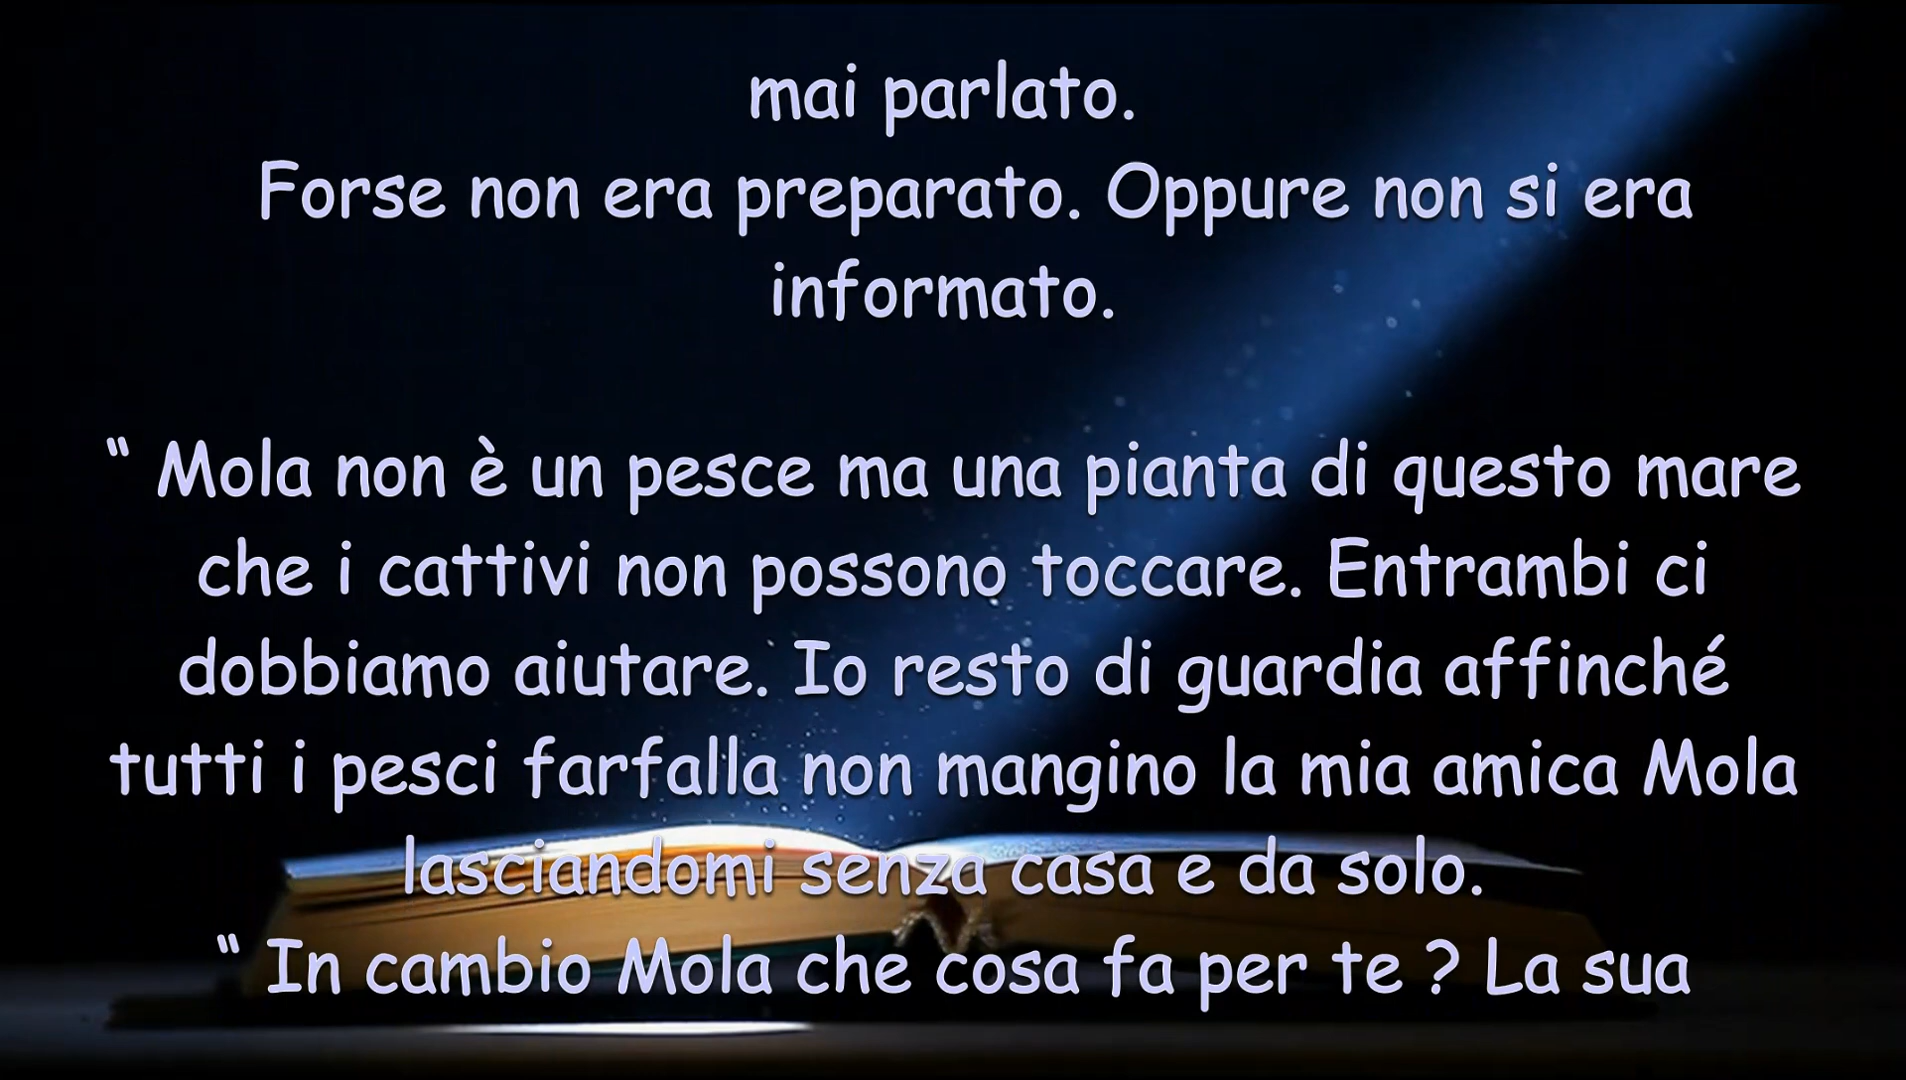 mai parlato.
Forse non era preparato. Oppure non si era
informato.
“ Mola non è un pesce ma una pianta di questo mare
che i cattivi non possono toccare. Entrambi ci
dobbiamo aiutare. Io resto di guardia affinché
tutti i pesci farfalla non mangino la mia amica Mola
lasciandomi senza casa e da solo.
“ In cambio Mola che cosa fa per te ? La sua